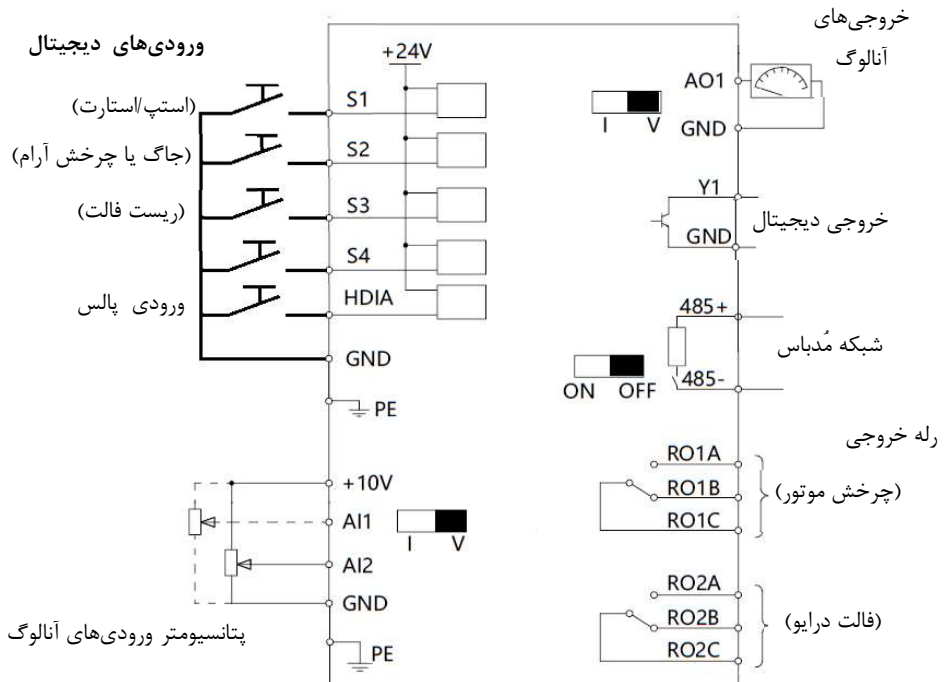 ورودی‌های دیجیتال
+24V
(استپ/استارت)
S1
(جاگ یا چرخش آرام)
S2
(ریست فالت)
S3
S4
ورودی پالس
HDIA
GND
PE
+10V
AI1
I V
AI2
GND
پتانسیومتر ورودی‌های آنالوگ
PE
خروجی‌های
آنالوگ
AO1
I V
GND
Y1
خروجی دیجیتال
GND
485+
شبکه مُدباس
ON OFF
485-
رله خروجی
RO1A
RO1B
(چرخش موتور)
RO1C
RO2A
RO2B
(فالت درایو)
RO2C